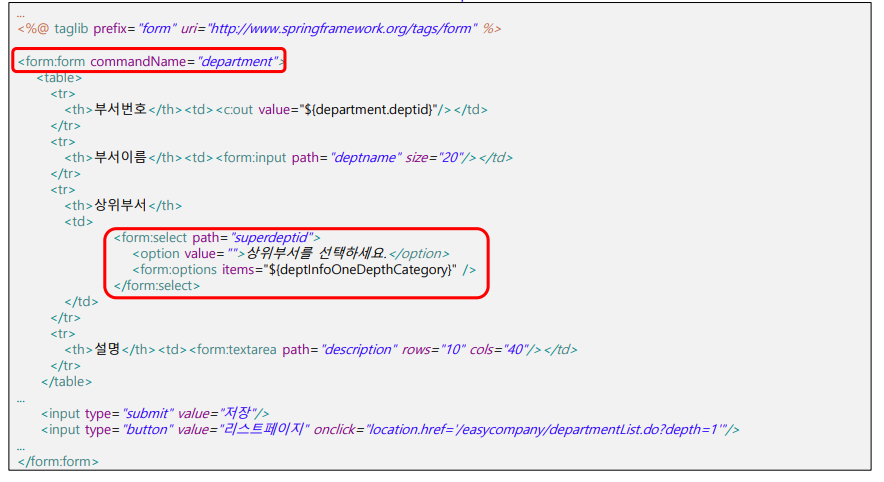 ...
<%@ taglib prefix="form" uri="http://www.springframework.org/tags/form" %>
<form:form commandName="department">
<table>
<tr>
<th>부서번호</th><td><c:out value="${department.deptid}"/></td>
</tr>
<tr>
<th>부서이름</th><td><form:input path="deptname" size="20"/></td>
</tr>
<tr>
<th>상위부서</th>
<td>
<form:select path="superdeptid">
<option value="">상위부서를 선택하세요.</option>
<form:options items="${deptInfoOneDepthCategory}" />
</form:select>
</td>
</tr>
<tr>
<th>설명</th><td><form:textarea path="description" rows="10" cols="40"/></td>
</tr>
</table>
...
<input type="submit" value="저장"/>
<input type="button" value="리스트페이지" onclick="location.href='/easycompany/departmentList.do?depth=1'"/>
...
</form:form>